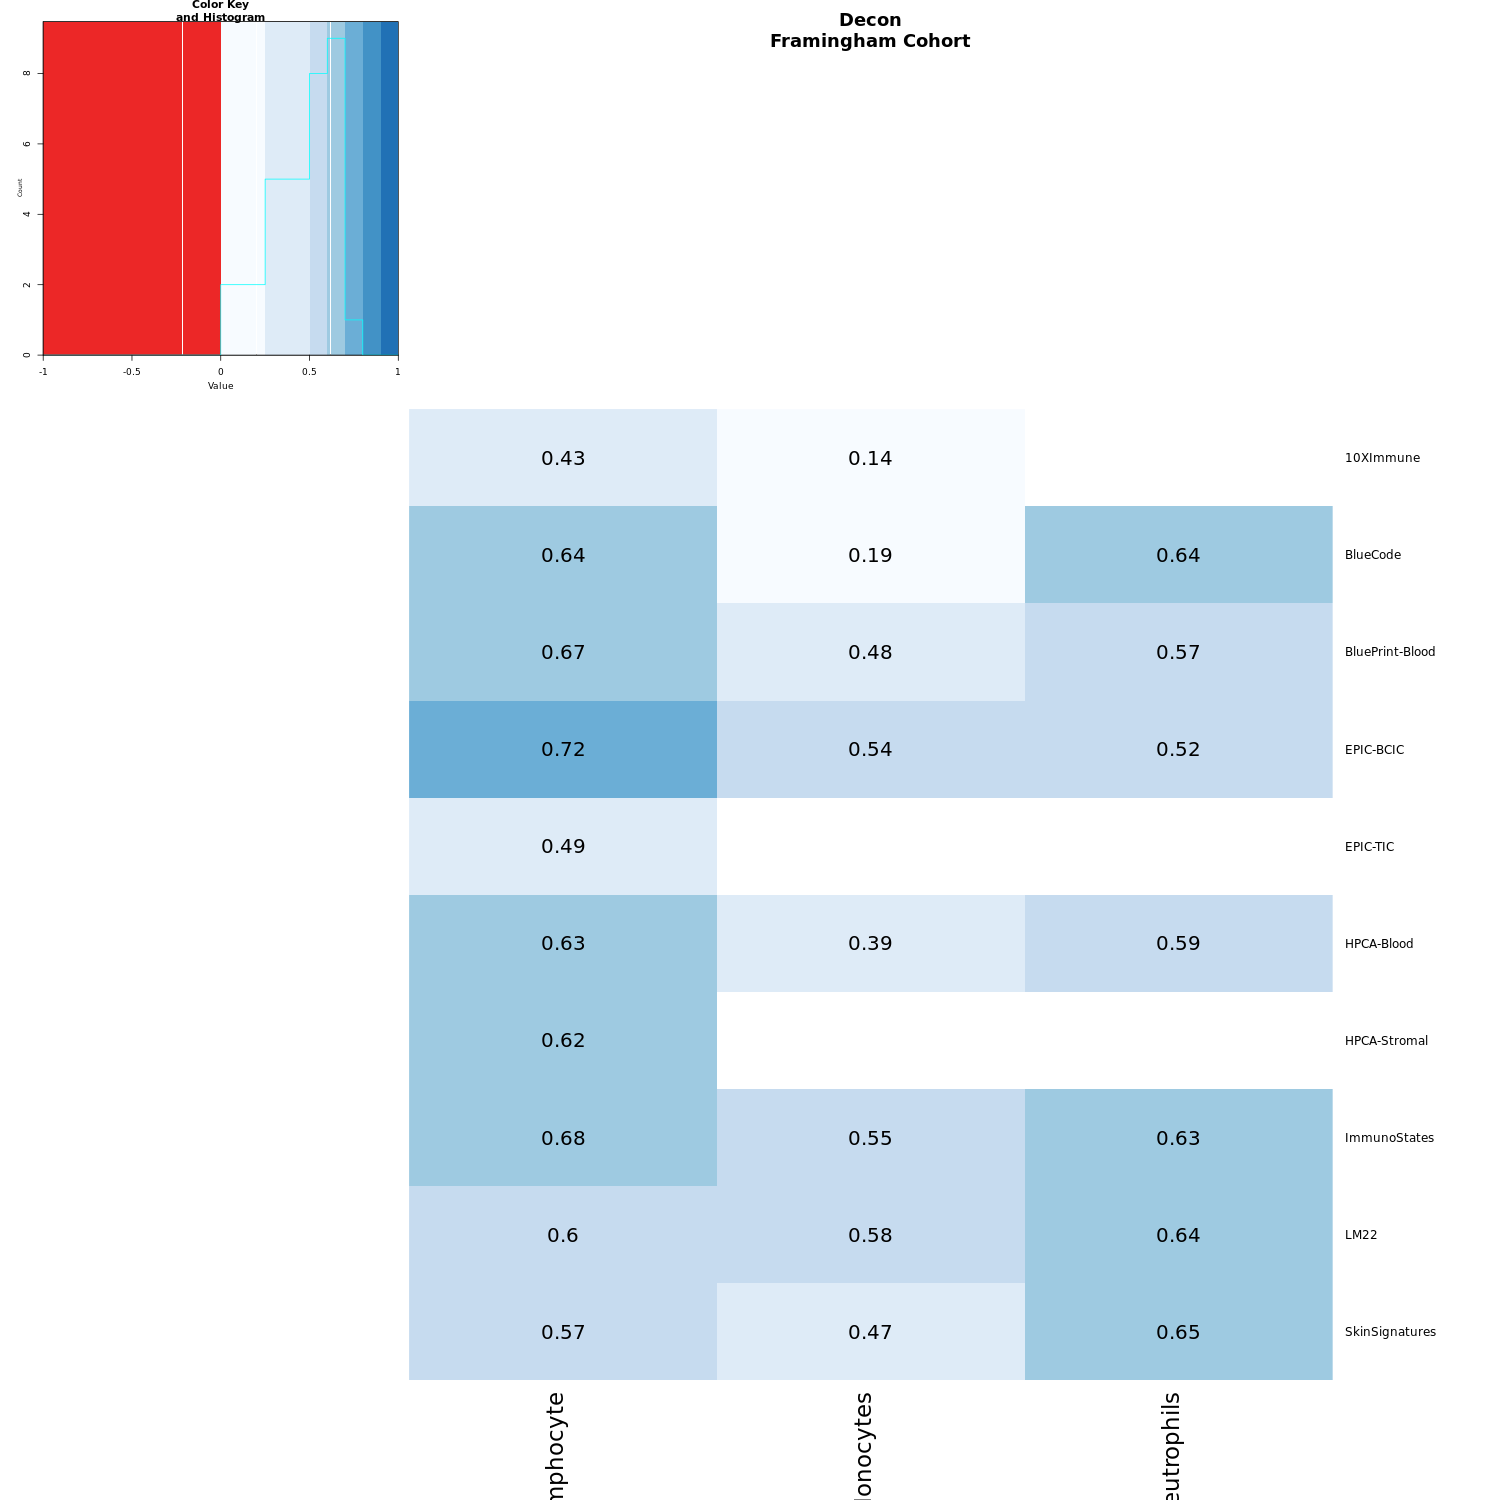 Color Key
and Histogram
Decon
Framingham Cohort
8
6
4
2
0
Count
-1 -0.5 0 0.5 1
Value
0.43 0.14 10XImmune
0.64 0.19 0.64 BlueCode
0.67 0.48 0.57 BluePrint-Blood
0.72 0.54 0.52 EPIC-BCIC
0.49 EPIC-TIC
0.63 0.39 0.59 HPCA-Blood
0.62 HPCA-Stromal
0.68 0.55 0.63 ImmunoStates
0.6 0.58 0.64 LM22
0.57 0.47 0.65 SkinSignatures
mphocyte
onocytes
eutrophils